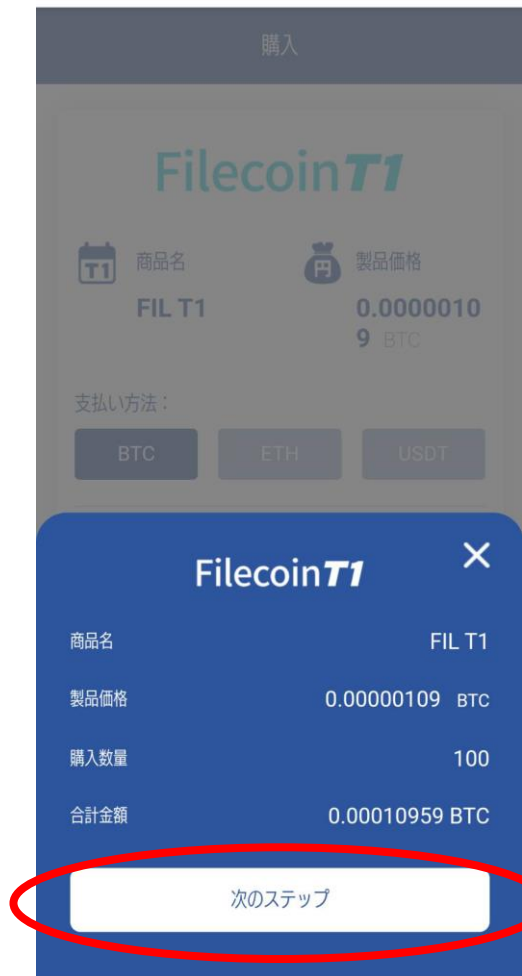 購入
FilecoinT1
T1 商品名 製品価格
FIL T1 0.0000010
9 BTC
支払い方法：
BTC ETH USDT
FilecoinT1 ×
商品名 FIL T1
製品価格 0.00000109 BTC
購入数量 100
合計金額 0.00010959 BTC
次のステップ